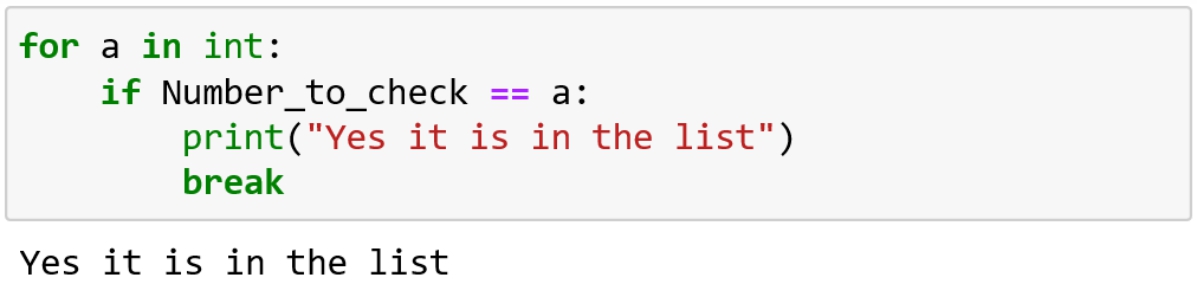 for a in int:
    if Number_to_check == a:
        print("Yes it is in the list")
        break
Yes it is in the list